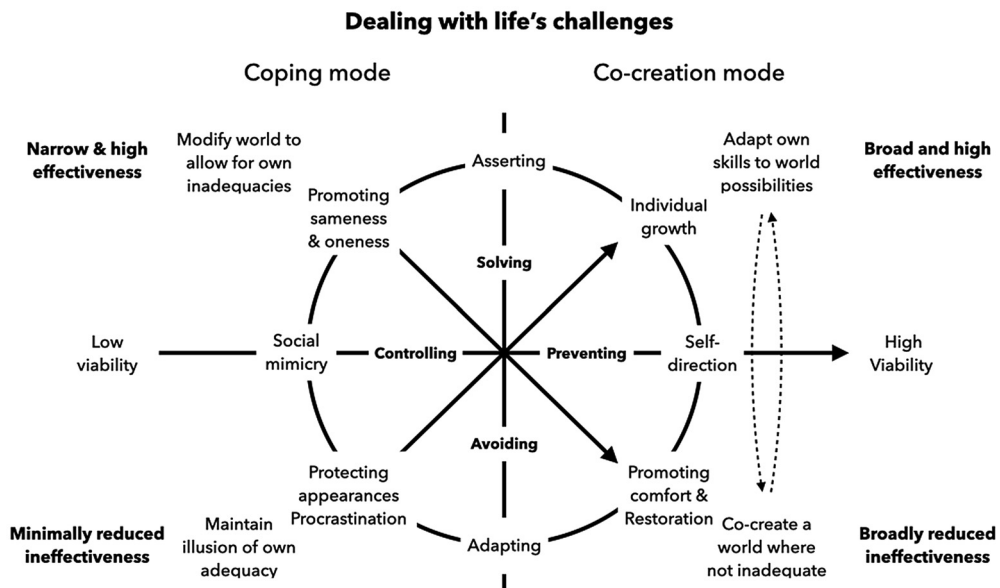 Dealing with life’s challenges
Coping mode
Co-creation mode
Narrow & high
effectiveness
Modify world to
allow for own
inadequacies
Asserting
Adapt own
skills to world
possibilities
Broad and high
effectiveness
Promoting
sameness
& oneness
Individual
growth
Solving
Low
viability
Social
mimicry
Controlling
Preventing
Self-
direction
High
Viability
Avoiding
Protecting
appearances
Procrastination
Promoting
comfort &
Restoration
Minimally reduced
ineffectiveness
Maintain
illusion of own
adequacy
Adapting
Co-create a
world where
not inadequate
Broadly reduced
ineffectiveness